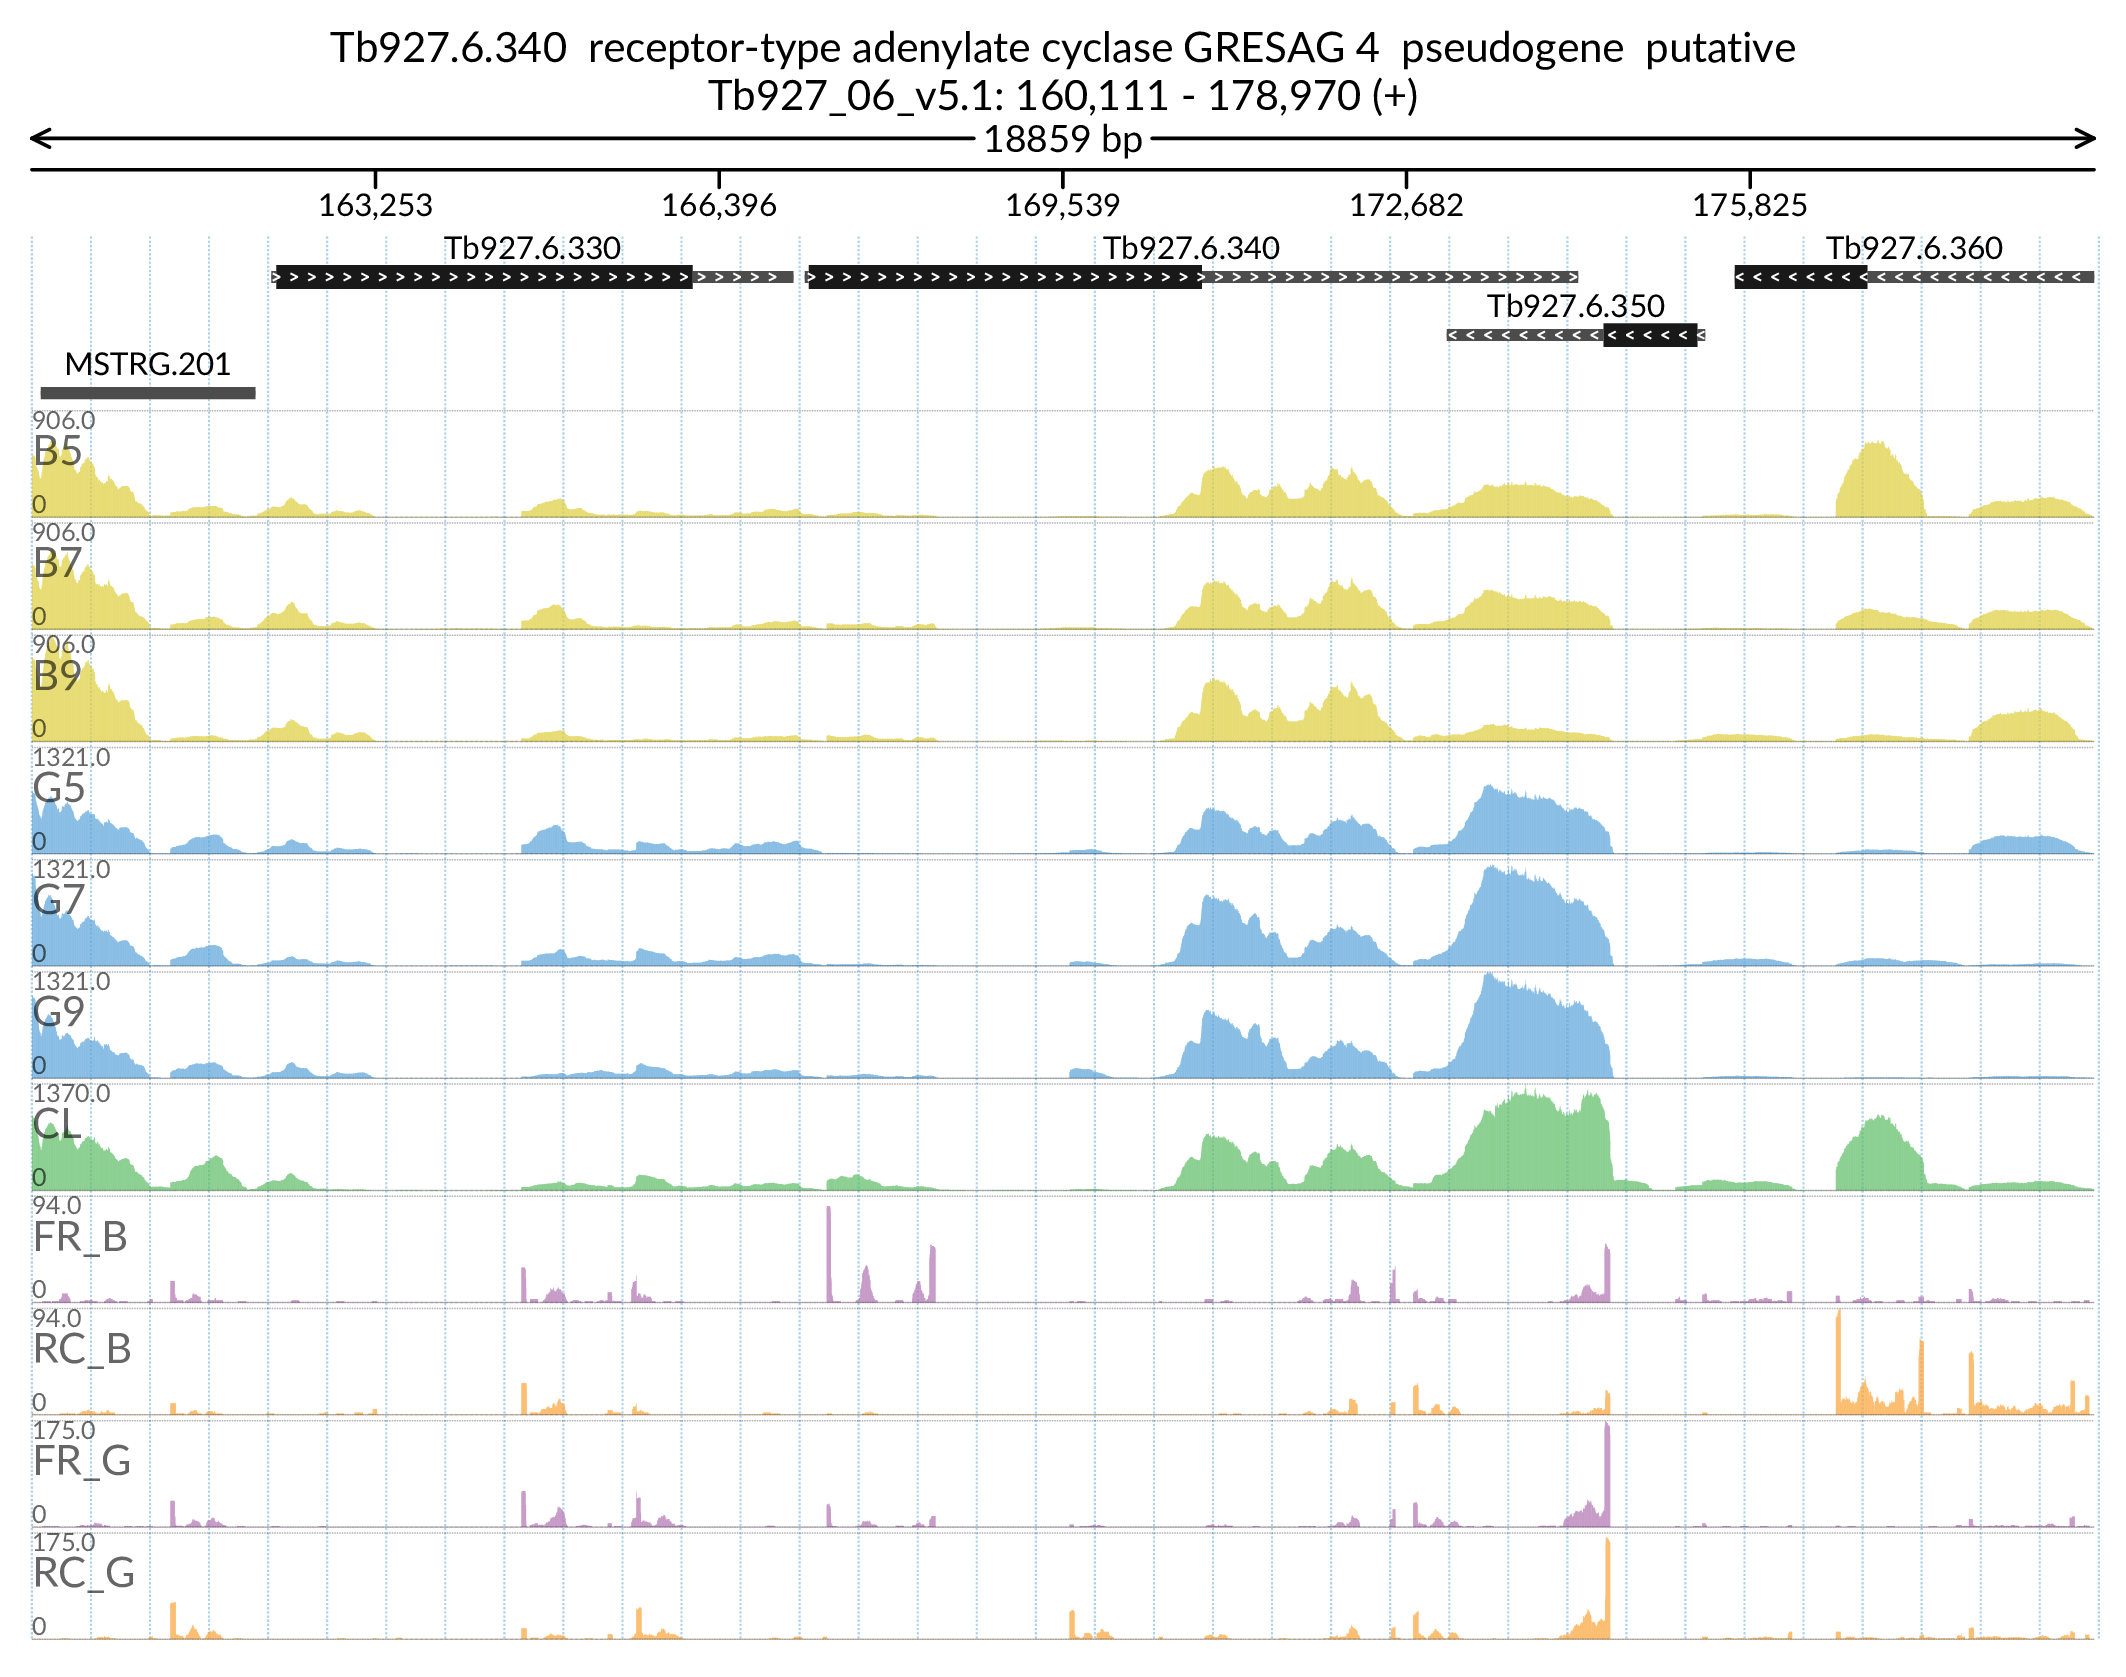 Tb927.6.340 receptor-type adenylate cyclase GRESAG 4 pseudogene putative
Tb927_06_v5.1: 160,111 - 178,970 (+)
18859 bp
163,253 166,396 169,539 172,682 175,825
Tb927.6.330 Tb927.6.340 Tb927.6.360
Tb927.6.350
MSTRG.201
906.0
B5
0
906.0
B7
0
906.0
B9
0
1321.0
G5
0
1321.0
G7
0
1321.0
G9
0
1370.0
CL
0
94.0
FR_B
0
94.0
RC_B
0
175.0
FR_G
0
175.0
RC_G
0